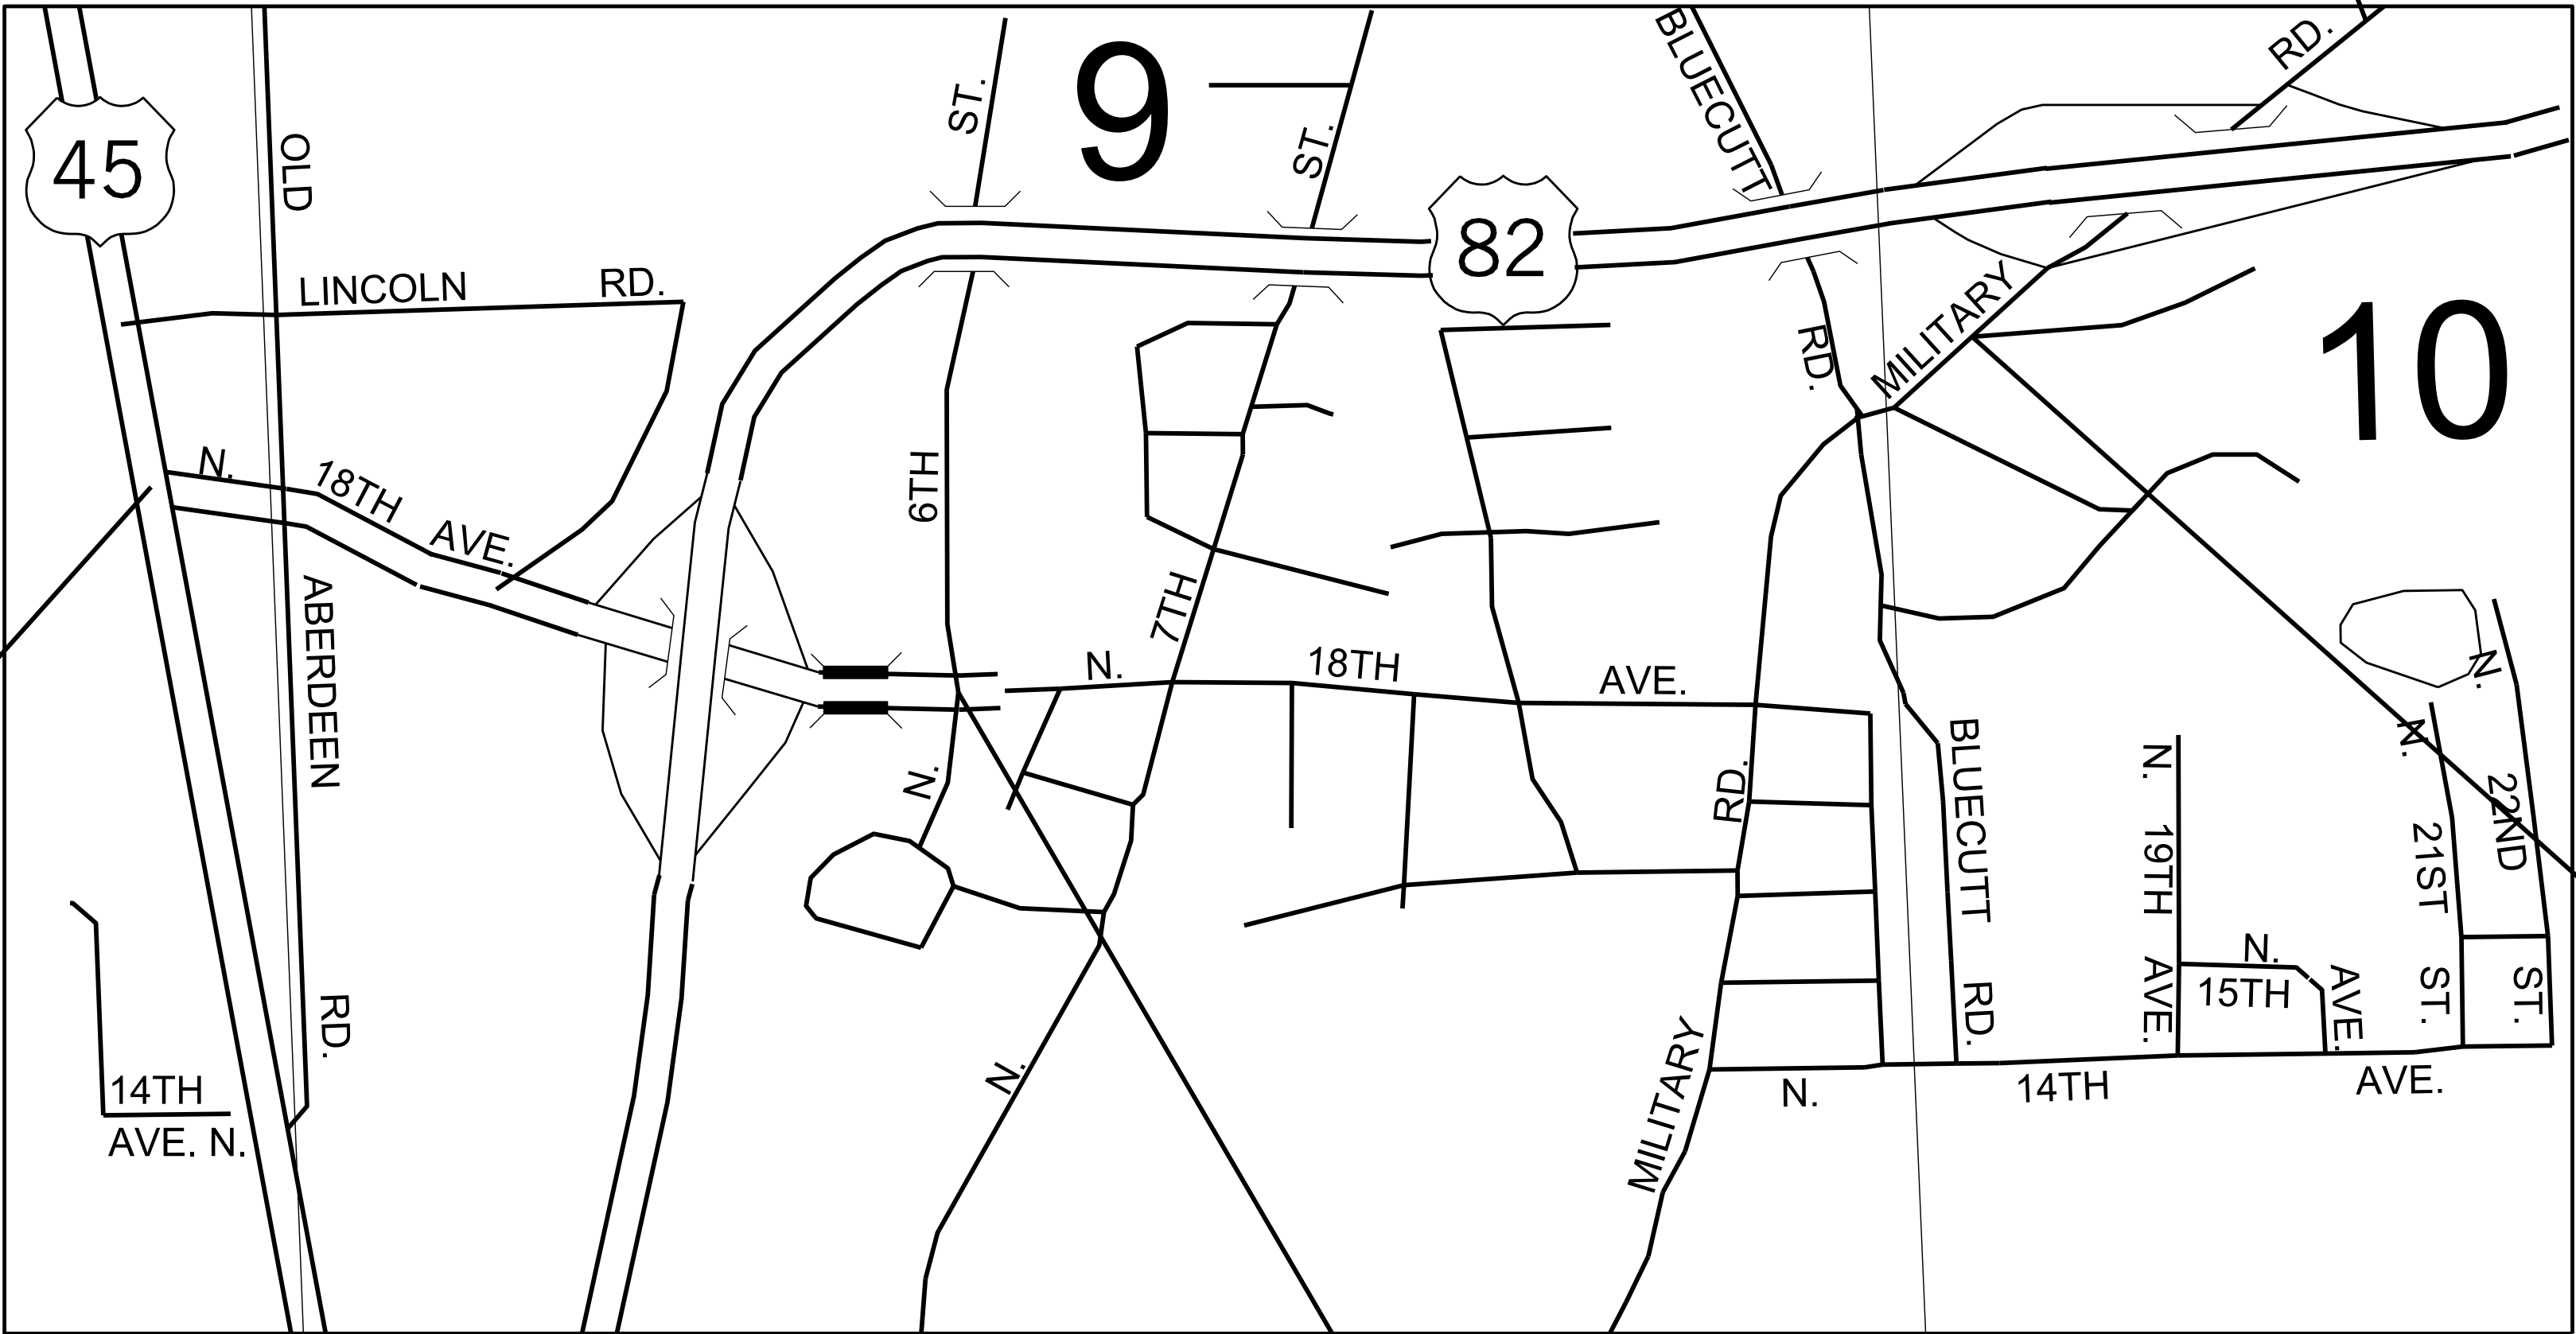 BLUECUTT
RD.
9
ST.
ST.
45
OLD
82
LINCOLN RD.
MILITARY
RD.
10
N. 18TH AVE.
6TH
7TH
ABERDEEN
N. 18TH AVE.
N.
N.
N.
N.
RD.
BLUECUTT
N. 19TH AVE.
21ST
22ND
N.
15TH
AVE.
ST.
ST.
RD.
RD.
N.
MILITARY
14TH
AVE. N.
N. 14TH AVE.